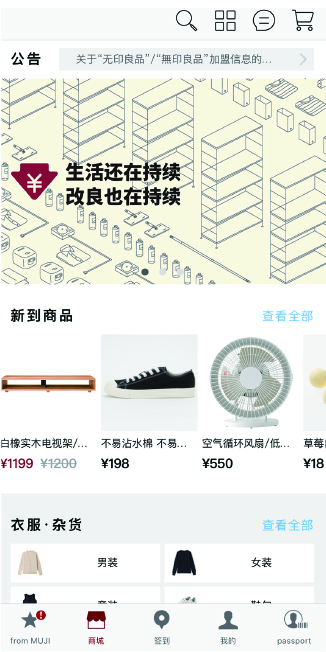 公告
关于“无印良品”/“無印良品”加盟信息的...
¥
生活还在持续
改良也在持续
新到商品
查看全部
白橡实木电视架/...
¥1199 ¥1200
不易沾水棉 不易...
¥198
空气循环风扇/低...
¥550
草莓
¥18
衣服·杂货
查看全部
男装
女装
童装
鞋包
from MUJI
商城
签到
我的
passport